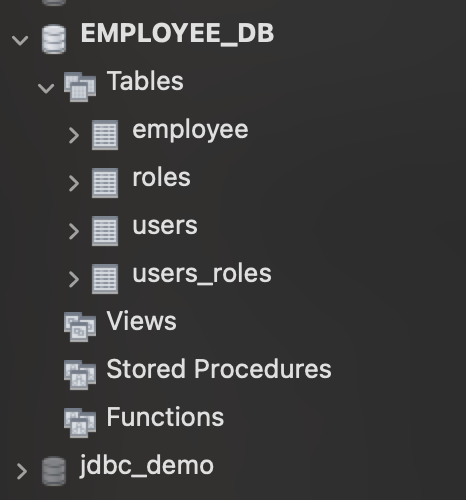 EMPLOYEE_DB
Tables
employee
roles
users
users_roles
Views
Stored Procedures
Functions
jdbc_demo